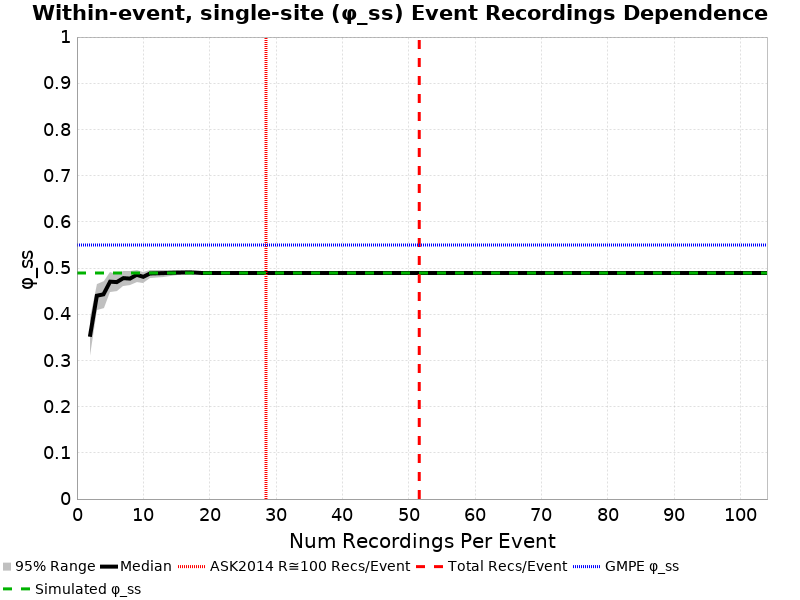 Within-event, single-site (φ_ss) Event Recordings Dependence
1
0.9
0.8
0.7
0.6
0.5
0.4
0.3
0.2
0.1
0
φ_ss
0 10 20 30 40 50 60 70 80 90 100
Num Recordings Per Event
95% Range Median ASK2014 R≅100 Recs/Event Total Recs/Event GMPE φ_ss
Simulated φ_ss